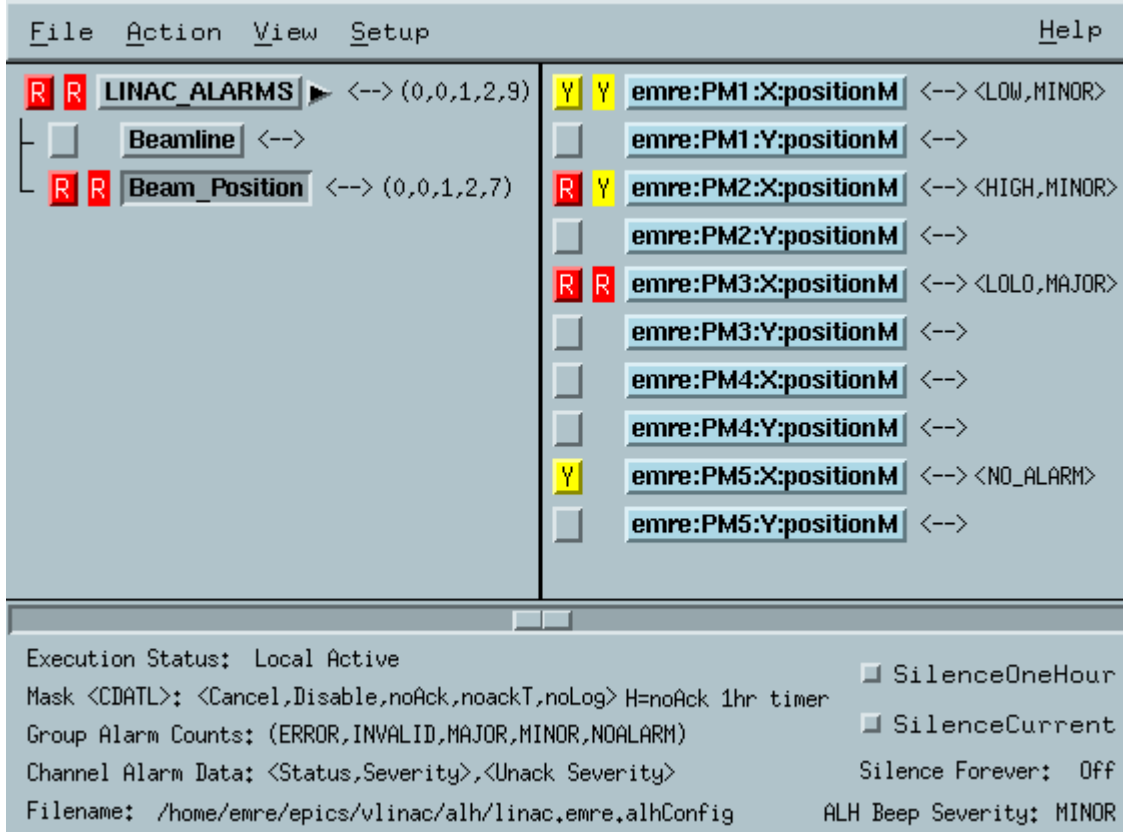 File Action View Setup Help
R R LINAC_ALARMS <--> (0,0,1,2,9)
Beamline <-->
R R Beam_Position <--> (0,0,1,2,7)
Y Y emre:PM1:X:positionM <--> <LOW,MINOR>
emre:PM1:Y:positionM <-->
R Y emre:PM2:X:positionM <--> <HIGH,MINOR>
emre:PM2:Y:positionM <-->
R R emre:PM3:X:positionM <--> <LOLO,MAJOR>
emre:PM3:Y:positionM <-->
emre:PM4:X:positionM <-->
emre:PM4:Y:positionM <-->
Y emre:PM5:X:positionM <--> <NO_ALARM>
emre:PM5:Y:positionM <-->
Execution Status: Local Active
Mask <CDATL>: <Cancel,Disable,noAck,noackT,noLog> H=noAck 1hr timer
Group Alarm Counts: (ERROR,INVALID,MAJOR,MINOR,NOALARM)
Channel Alarm Data: <Status,Severity>,<Unack Severity>
Filename: /home/emre/epics/vlinac/alh/linac.emre.alhConfig
SilenceOneHour
SilenceCurrent
Silence Forever: Off
ALH Beep Severity: MINOR